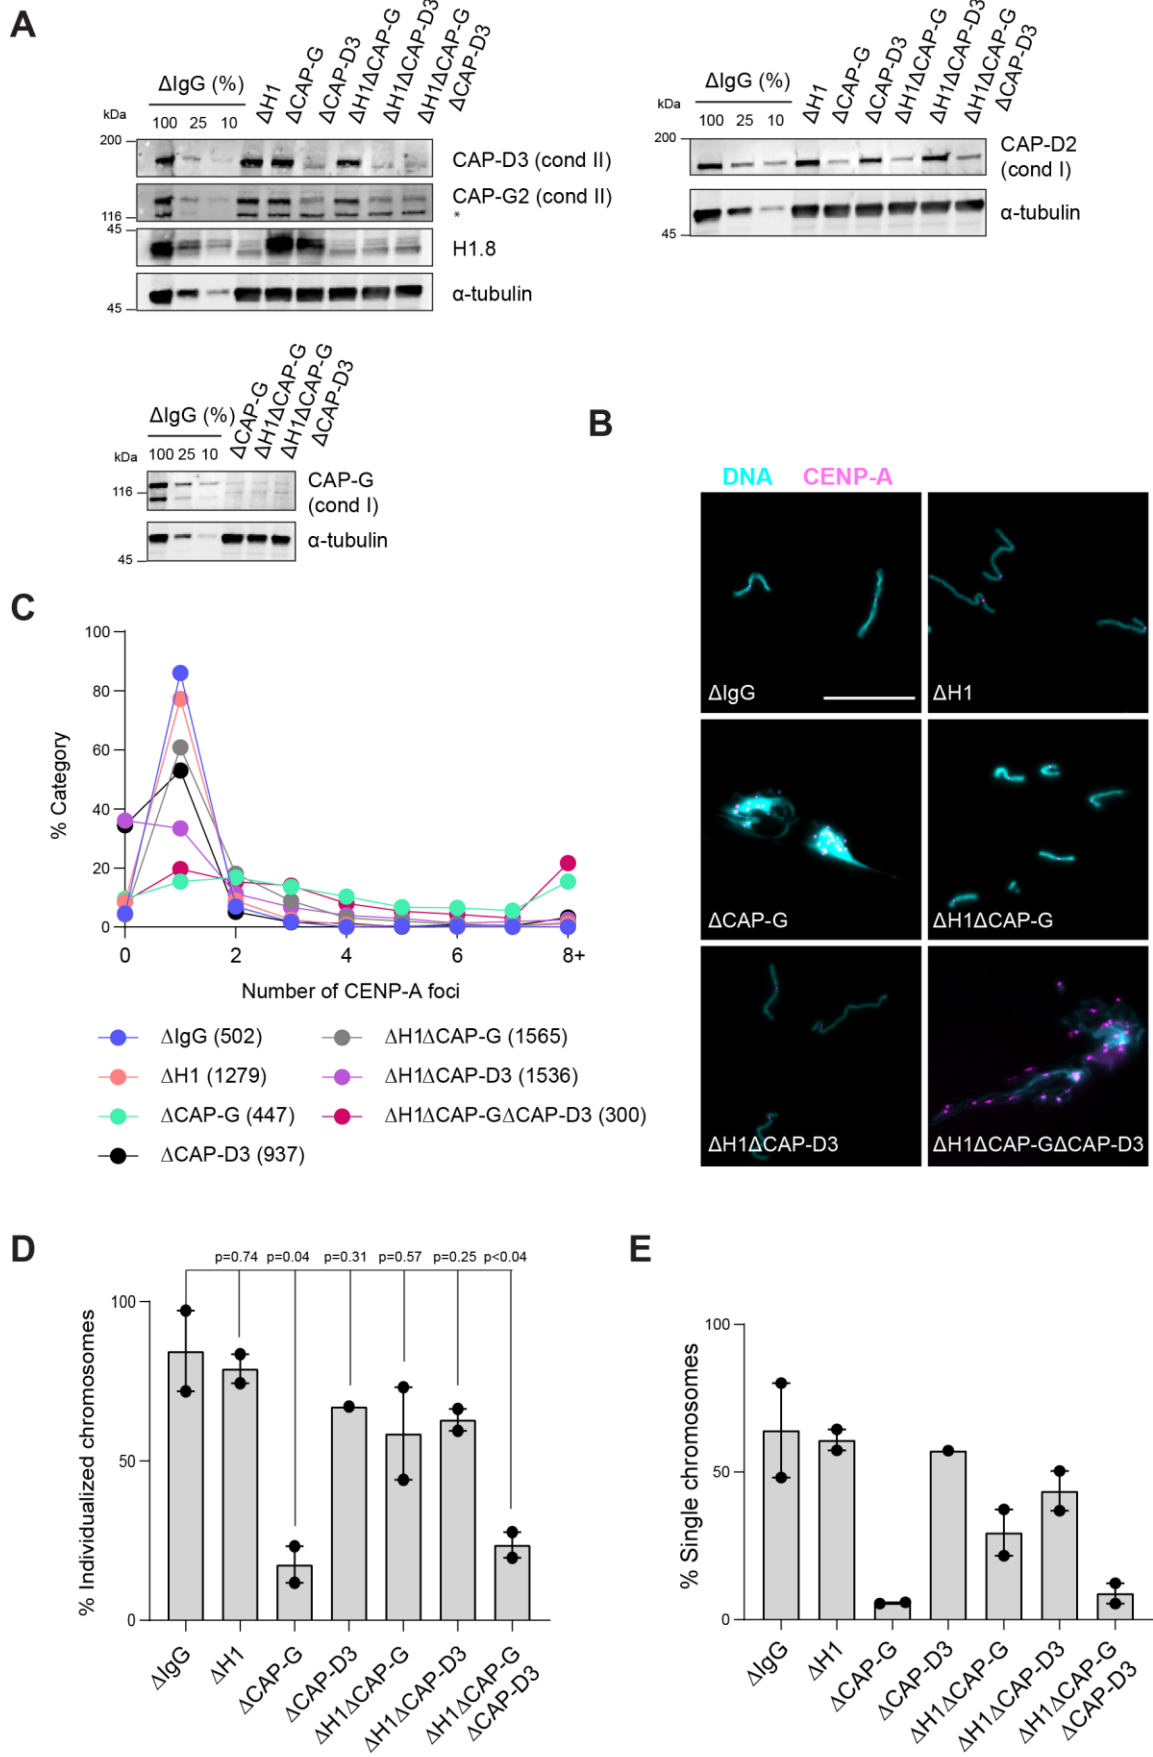 A
ΔIgG (%)
ΔH1
ΔCAP-G
ΔCAP-D3
ΔH1ΔCAP-G
ΔH1ΔCAP-D3
ΔH1ΔCAP-G
ΔCAP-D3
kDa
100 25 10
200
CAP-D3 (cond II)
CAP-G2 (cond II)
116
*
45
H1.8
α-tubulin
45
ΔIgG (%)
ΔH1
ΔCAP-G
ΔCAP-D3
ΔH1ΔCAP-G
ΔH1ΔCAP-D3
ΔH1ΔCAP-G
ΔCAP-D3
kDa
100 25 10
200
CAP-D2
(cond I)
α-tubulin
45
ΔIgG (%)
ΔCAP-G
ΔH1ΔCAP-G
ΔH1ΔCAP-G
ΔCAP-D3
kDa
100 25 10
116
CAP-G
(cond I)
α-tubulin
45
B
DNA CENP-A
ΔIgG
ΔH1
ΔCAP-G
ΔH1ΔCAP-G
ΔH1ΔCAP-D3
ΔH1ΔCAP-GΔCAP-D3
C
% Category
100
80
60
40
20
0
0 2 4 6 8+
Number of CENP-A foci
ΔIgG (502)
ΔH1 (1279)
ΔCAP-G (447)
ΔCAP-D3 (937)
ΔH1ΔCAP-G (1565)
ΔH1ΔCAP-D3 (1536)
ΔH1ΔCAP-GΔCAP-D3 (300)
D
p=0.74 p=0.04 p=0.31 p=0.57 p=0.25 p<0.04
% Individualized chromosomes
100
50
0
ΔIgG
ΔH1
ΔCAP-G
ΔCAP-D3
ΔH1ΔCAP-G
ΔH1ΔCAP-D3
ΔH1ΔCAP-G
ΔCAP-D3
E
% Single chromosomes
100
50
0
ΔIgG
ΔH1
ΔCAP-G
ΔCAP-D3
ΔH1ΔCAP-G
ΔH1ΔCAP-D3
ΔH1ΔCAP-G
ΔCAP-D3